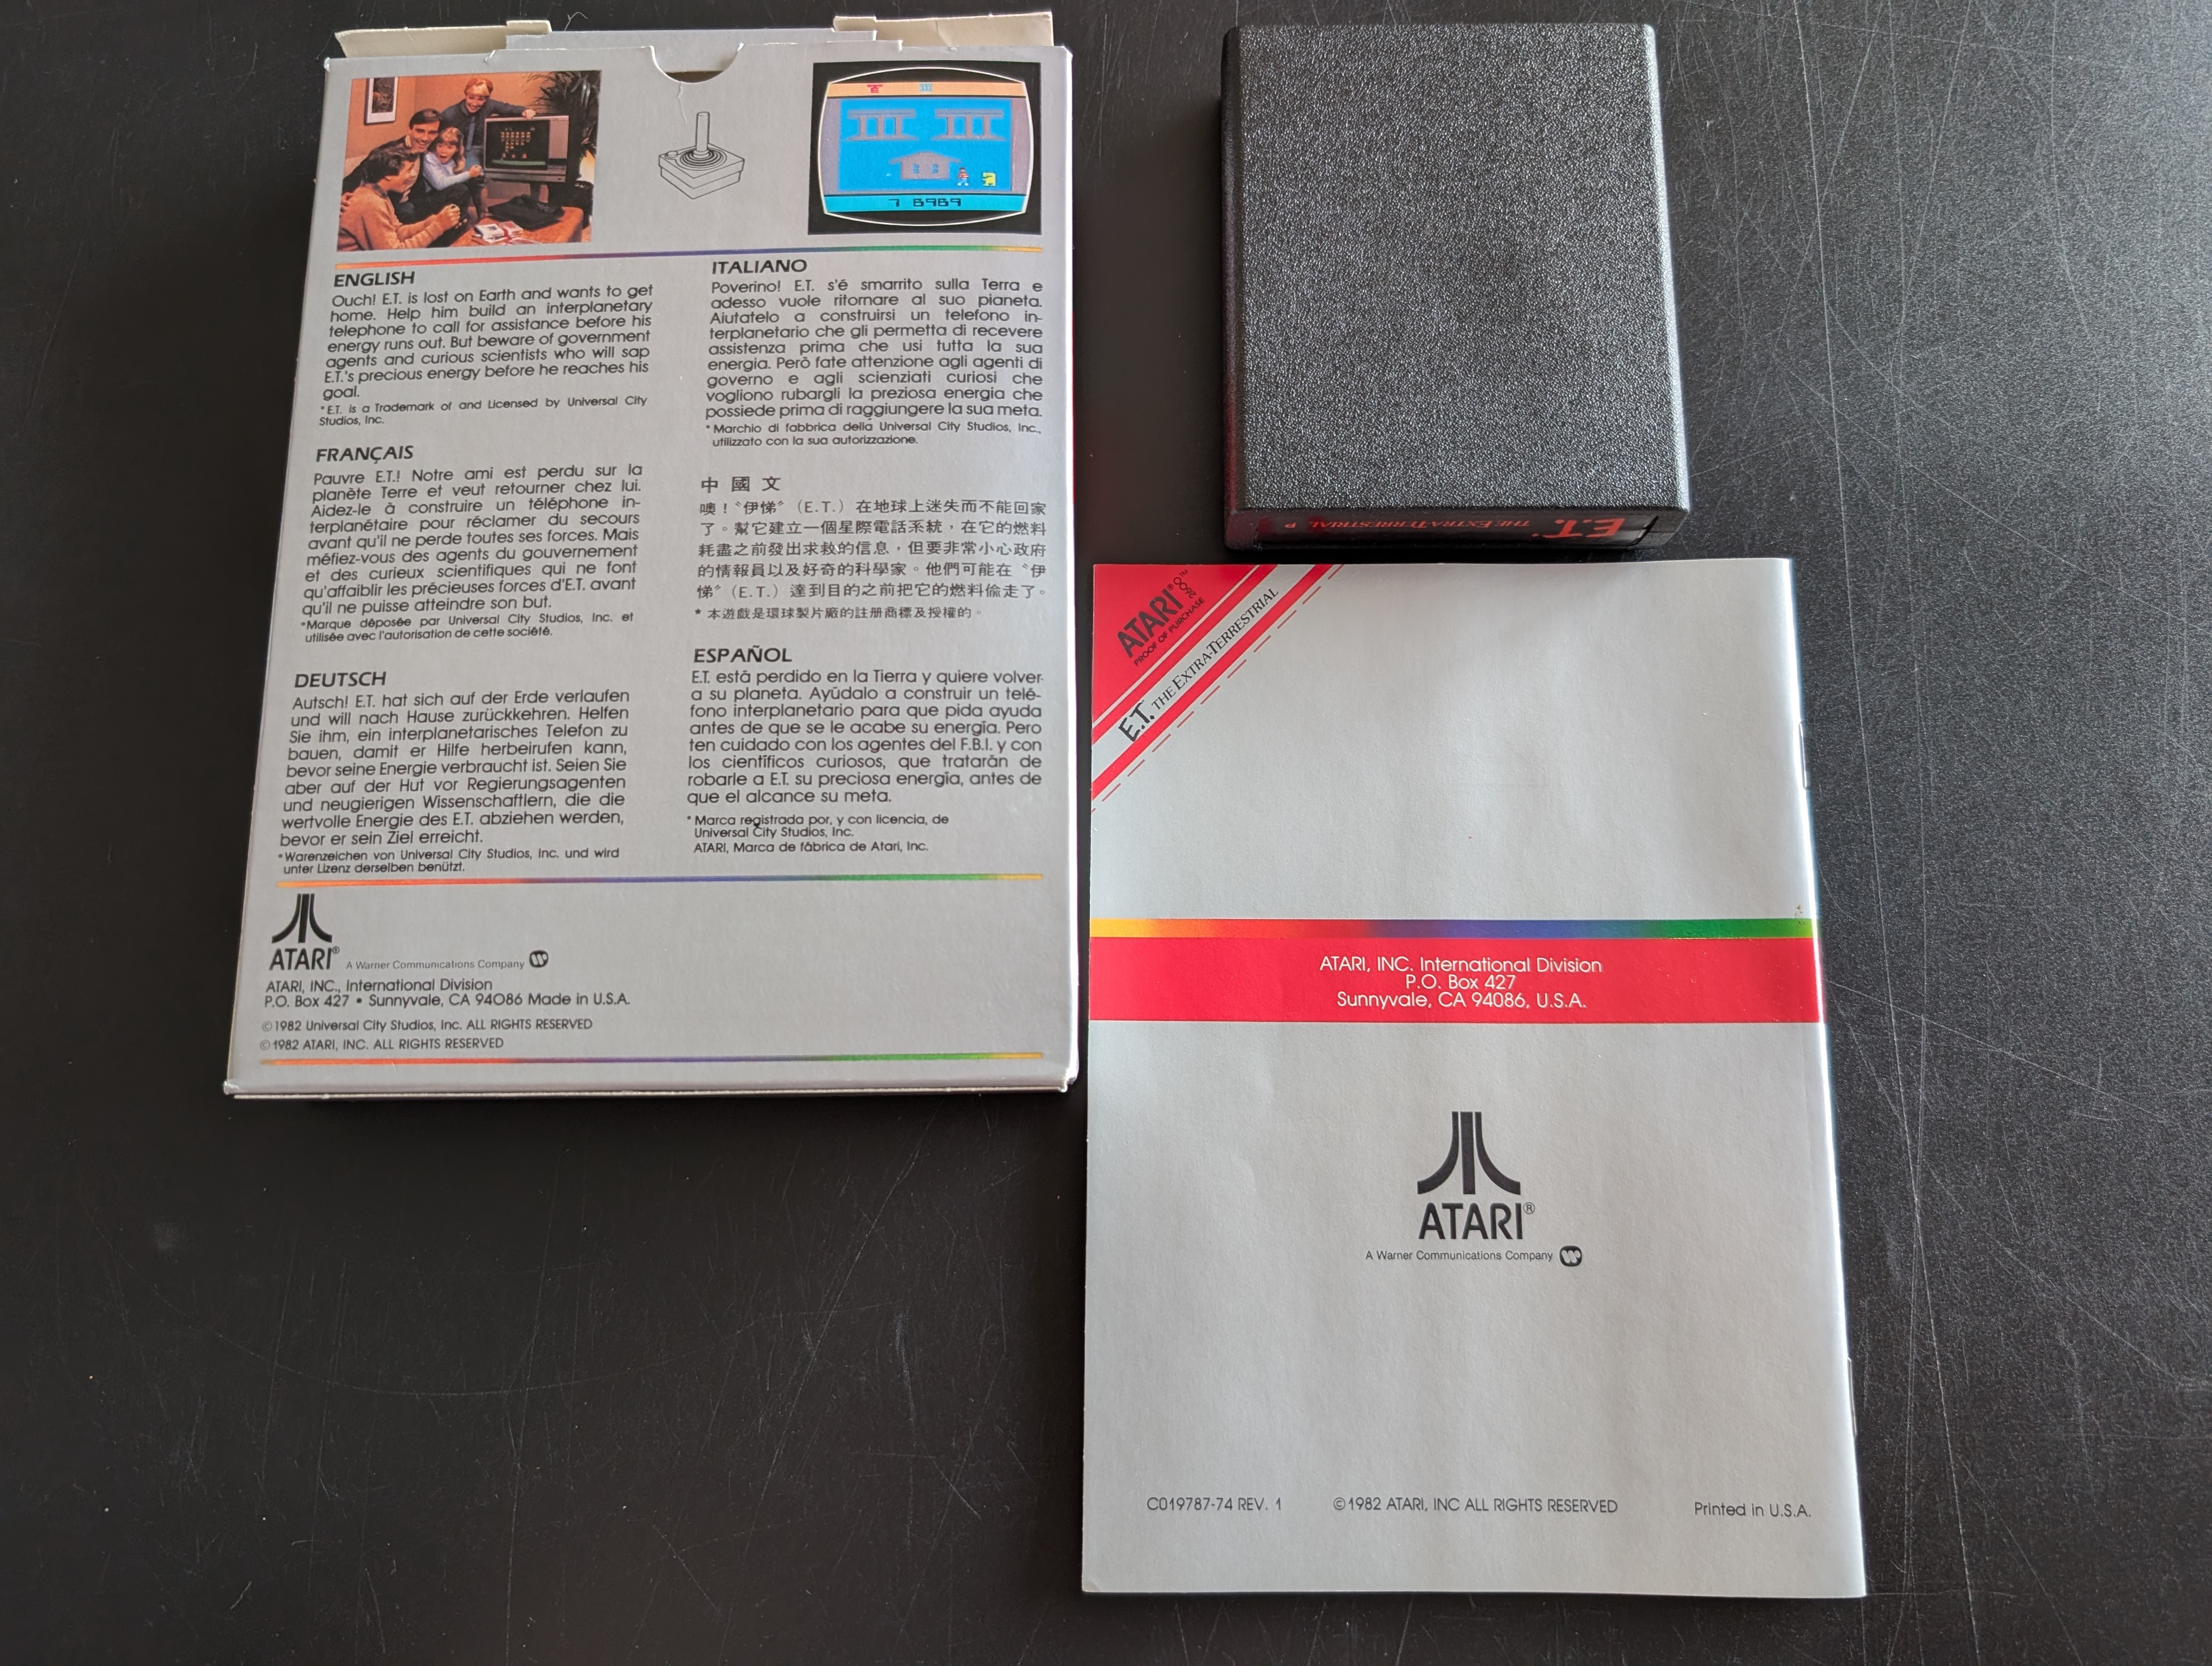 7 8989
ENGLISH
Ouch! E.T. is lost on Earth and wants to get
home. Help him build an interplanetary
telephone to call for assistance before his
energy runs out. But beware of government
agents and curious scientists who will sap
E.T.'s precious energy before he reaches his
goal.
*E.T. is a Trademark of and Licensed by Universal City
Studios, Inc.
FRANÇAIS
Pauvre E.T.! Notre ami est perdu sur la
planète Terre et veut retourner chez lui.
Aidez-le à construire un téléphone in-
terplanétaire pour réclamer du secours
avant qu'il ne perde toutes ses forces. Mais
méfiez-vous des agents du gouvernement
et des curieux scientifiques qui ne font
qu'affaiblir les précieuses forces d'E.T. avant
qu'il ne puisse atteindre son but.
*Marque déposée par Universal City Studios, Inc. et
utilisée avec l'autorisation de cette société.
DEUTSCH
Autsch! E.T. hat sich auf der Erde verlaufen
und will nach Hause zurückkehren. Helfen
Sie ihm, ein interplanetarisches Telefon zu
bauen, damit er Hilfe herbeirufen kann,
bevor seine Energie verbraucht ist. Seien Sie
aber auf der Hut vor Regierungsagenten
und neugierigen Wissenschaftlern, die die
wertvolle Energie des E.T. abziehen werden,
bevor er sein Ziel erreicht.
*Warenzeichen von Universal City Studios, Inc. und wird
unter Lizenz derselben benützt.
ITALIANO
Poverino! E.T. s'é smarrito sulla Terra e
adesso vuole ritornare al suo pianeta.
Aiutatelo a construirsi un telefono in-
terplanetario che gli permetta di recevere
assistenza prima che usi tutta la sua
energia. Però fate attenzione agli agenti di
governo e agli scienziati curiosi che
vogliono rubargli la preziosa energia che
possiede prima di raggiungere la sua meta.
*Marchio di fabbrica della Universal City Studios, Inc.,
utilizzato con la sua autorizzazione.
中國文
噢！〝伊悌〞（E.T.）在地球上迷失而不能回家
了。幫它建立一個星際電話系統，在它的燃料
耗盡之前發出求救的信息，但要非常小心政府
的情報員以及好奇的科學家。他們可能在〝伊
悌〞（E.T.）達到目的之前把它的燃料偷走了。
* 本遊戲是環球製片廠的註册商標及授權的。
ESPAÑOL
E.T. está perdido en la Tierra y quiere volver
a su planeta. Ayúdalo a construir un telé-
fono interplanetario para que pida ayuda
antes de que se le acabe su energía. Pero
ten cuidado con los agentes del F.B.I. y con
los científicos curiosos, que tratarán de
robarle a E.T. su preciosa energía, antes de
que el alcance su meta.
*Marca registrada por, y con licencia, de
Universal City Studios, Inc.
ATARI, Marca de fábrica de Atari, Inc.
ATARI® A Warner Communications Company
ATARI, INC., International Division
P.O. Box 427 • Sunnyvale, CA 94086 Made in U.S.A.
©1982 Universal City Studios, Inc. ALL RIGHTS RESERVED
©1982 ATARI, INC. ALL RIGHTS RESERVED
E.T.* THE EXTRA-TERRESTRIAL P
ATARI® 2600™
PROOF OF PURCHASE
E.T.* THE EXTRA-TERRESTRIAL
ATARI, INC. International Division
P.O. Box 427
Sunnyvale, CA 94086, U.S.A.
ATARI®
A Warner Communications Company
C019787-74 REV. 1 ©1982 ATARI, INC ALL RIGHTS RESERVED Printed in U.S.A.